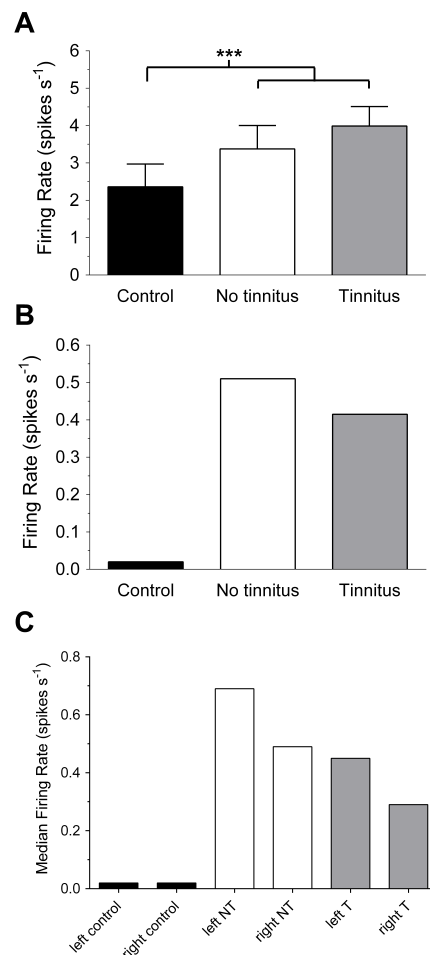 A
***
6
5
4
3
2
1
0
Firing Rate (spikes s-1)
Control No tinnitus Tinnitus
B
0.6
0.5
0.4
0.3
0.2
0.1
0.0
Firing Rate (spikes s-1)
Control No tinnitus Tinnitus
C
0.8
0.6
0.4
0.2
0.0
Median Firing Rate (spikes s-1)
left control
right control
left NT
right NT
left T
right T